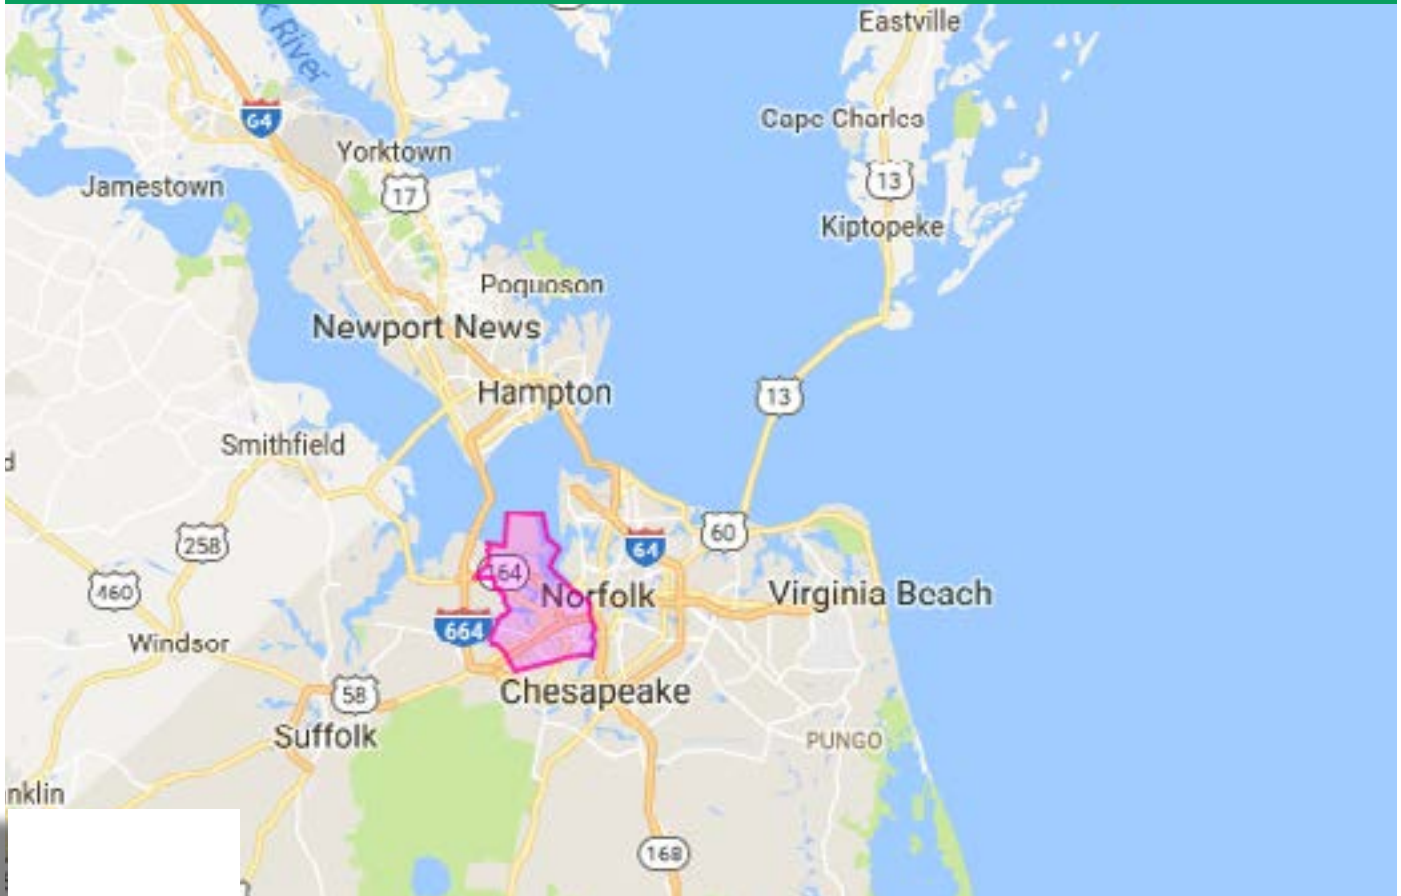 Eastville
River
64
Cape Charles
Yorktown
17
13
Jamestown
Kiptopeke
Poquoson
Newport News
Hampton
13
Smithfield
258
60
64
164
460
Norfolk
Virginia Beach
664
Windsor
58
Chesapeake
Suffolk
PUNGO
nklin
168